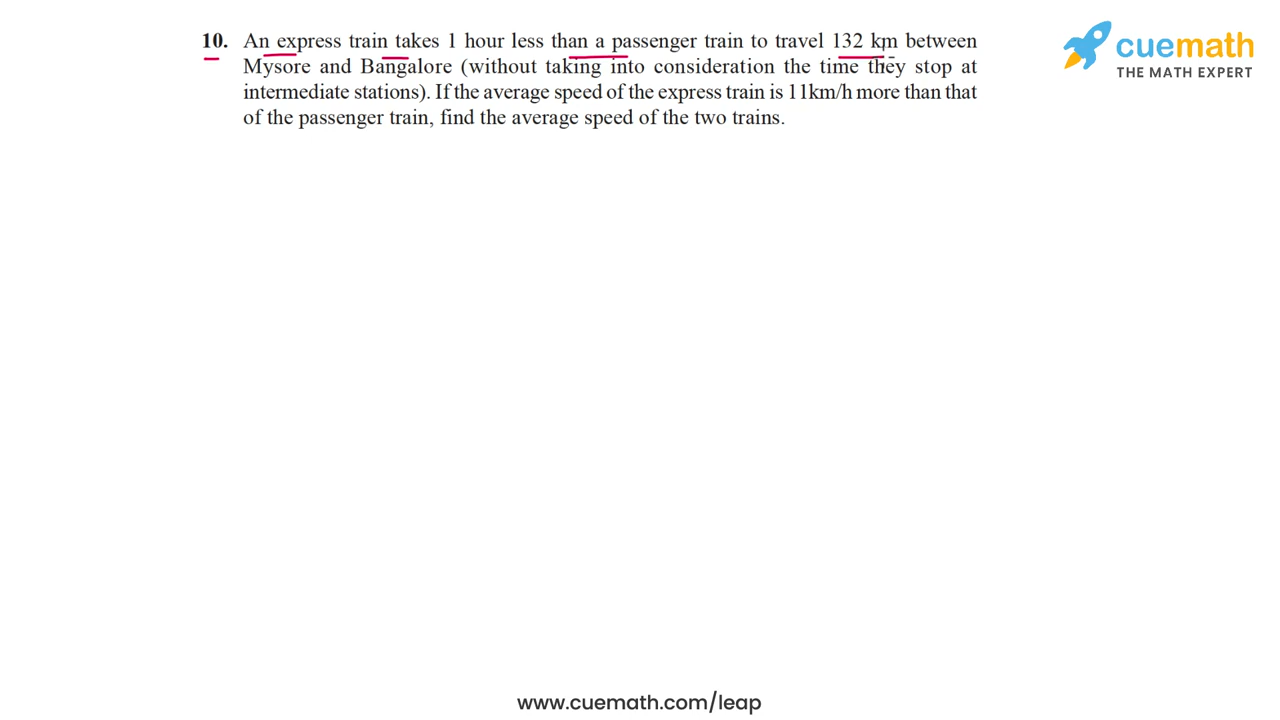 10. An express train takes 1 hour less than a passenger train to travel 132 km between
Mysore and Bangalore (without taking into consideration the time they stop at
intermediate stations). If the average speed of the express train is 11km/h more than that
of the passenger train, find the average speed of the two trains.
cuemath
THE MATH EXPERT
www.cuemath.com/leap